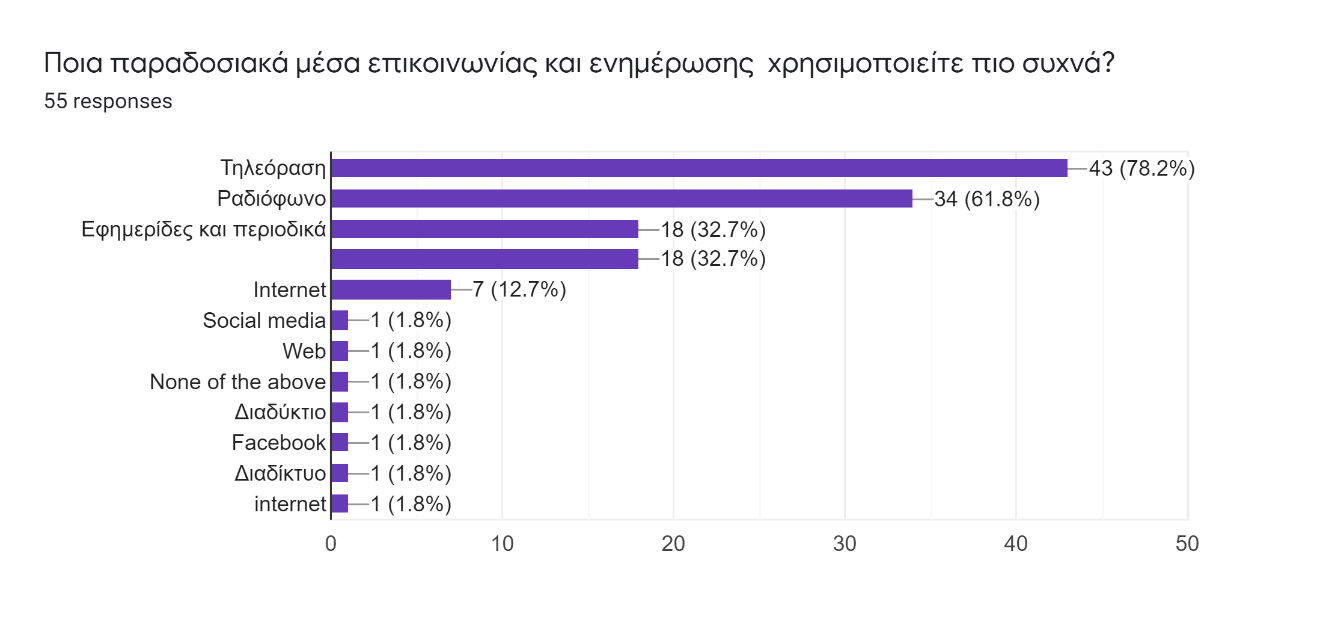 Ποια παραδοσιακά μέσα επικοινωνίας και ενημέρωσης  χρησιμοποιείτε πιο συχνά?
55 responses
Τηλεόραση 43 (78.2%)
Ραδιόφωνο 34 (61.8%)
Εφημερίδες και περιοδικά 18 (32.7%)
18 (32.7%)
Internet 7 (12.7%)
Social media 1 (1.8%)
Web 1 (1.8%)
None of the above 1 (1.8%)
Διαδύκτιο 1 (1.8%)
Facebook 1 (1.8%)
Διαδίκτυο 1 (1.8%)
internet 1 (1.8%)
0 10 20 30 40 50